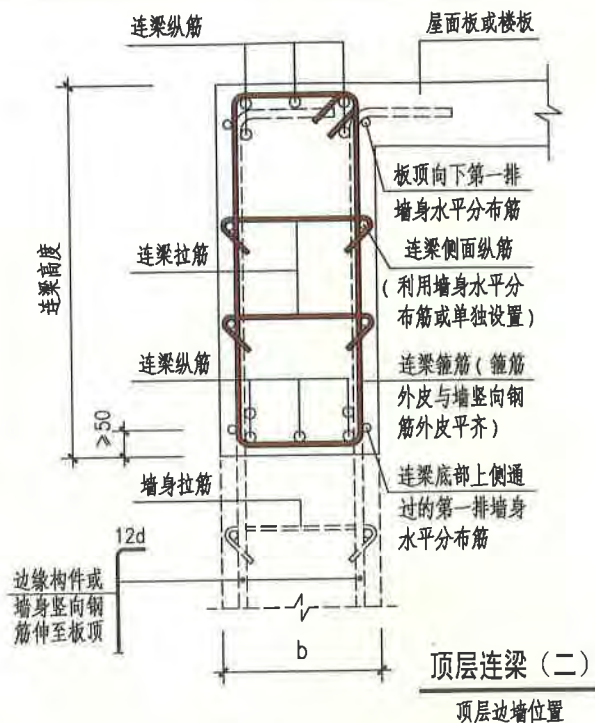 连梁纵筋
屋面板或楼板
板顶向下第一排
墙身水平分布筋
连梁高度
连梁拉筋
连梁侧面纵筋
(利用墙身水平分
布筋或单独设置)
连梁纵筋
连梁箍筋(箍筋
外皮与墙竖向钢
筋外皮平齐)
≥50
墙身拉筋
连梁底部上侧通
过的第一排墙身
水平分布筋
12d
边缘构件或
墙身竖向钢
筋伸至板顶
b
顶层连梁(二)
顶层边墙位置